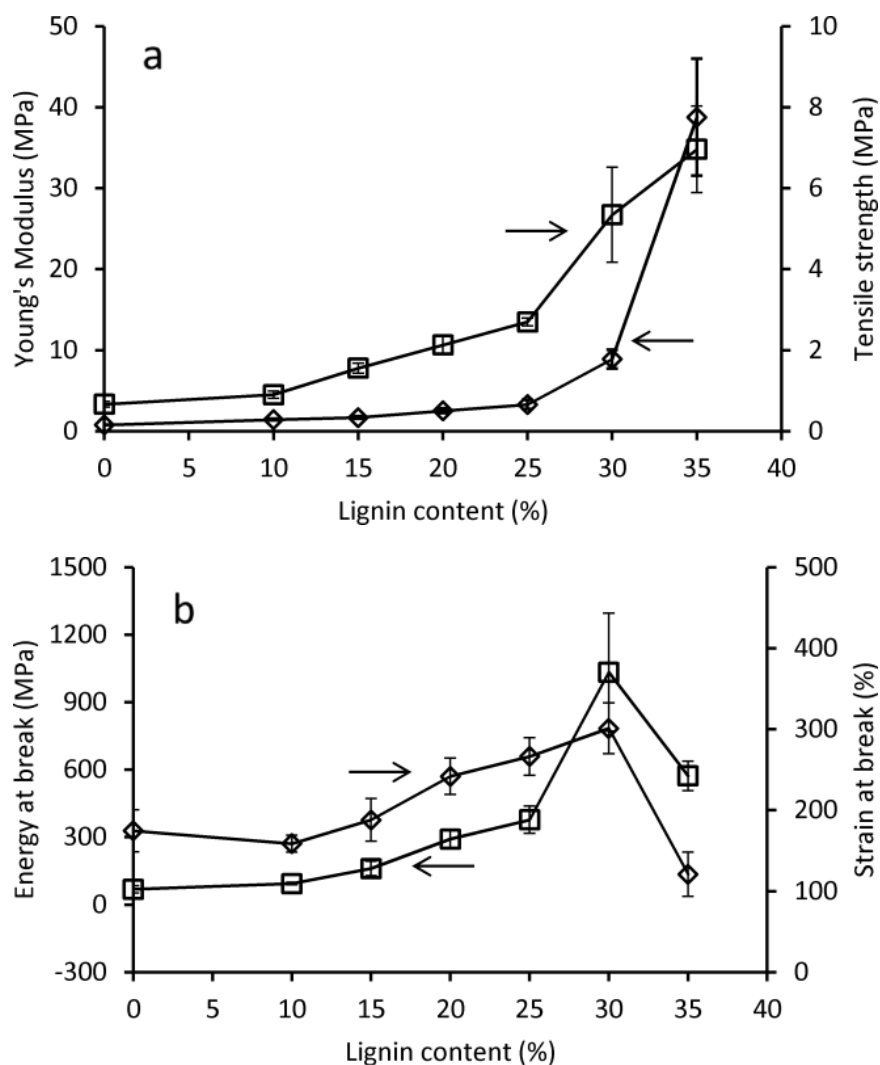 a
Young's Modulus (MPa)
50
40
30
20
10
0
10
8
6
4
2
0
Tensile strength (MPa)
0 5 10 15 20 25 30 35 40
Lignin content (%)
b
Energy at break (MPa)
1500
1200
900
600
300
0
-300
500
400
300
200
100
0
Strain at break (%)
0 5 10 15 20 25 30 35 40
Lignin content (%)